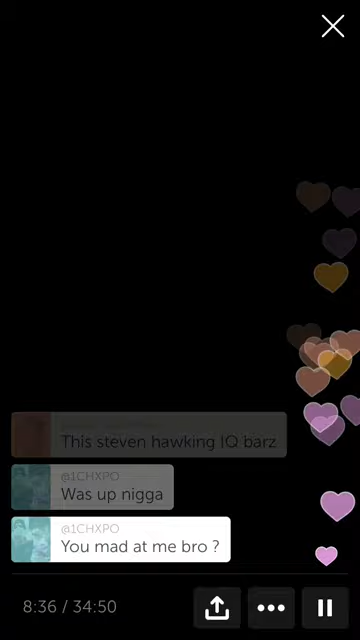 This steven hawking IQ barz
@1CHXPO
Was up nigga
@1CHXPO
You mad at me bro ?
8:36 / 34:50